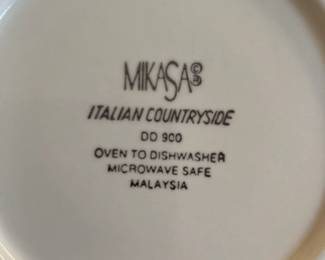 MIKASA©
ITALIAN COUNTRYSIDE
DD 900
OVEN TO DISHWASHER
MICROWAVE SAFE
MALAYSIA